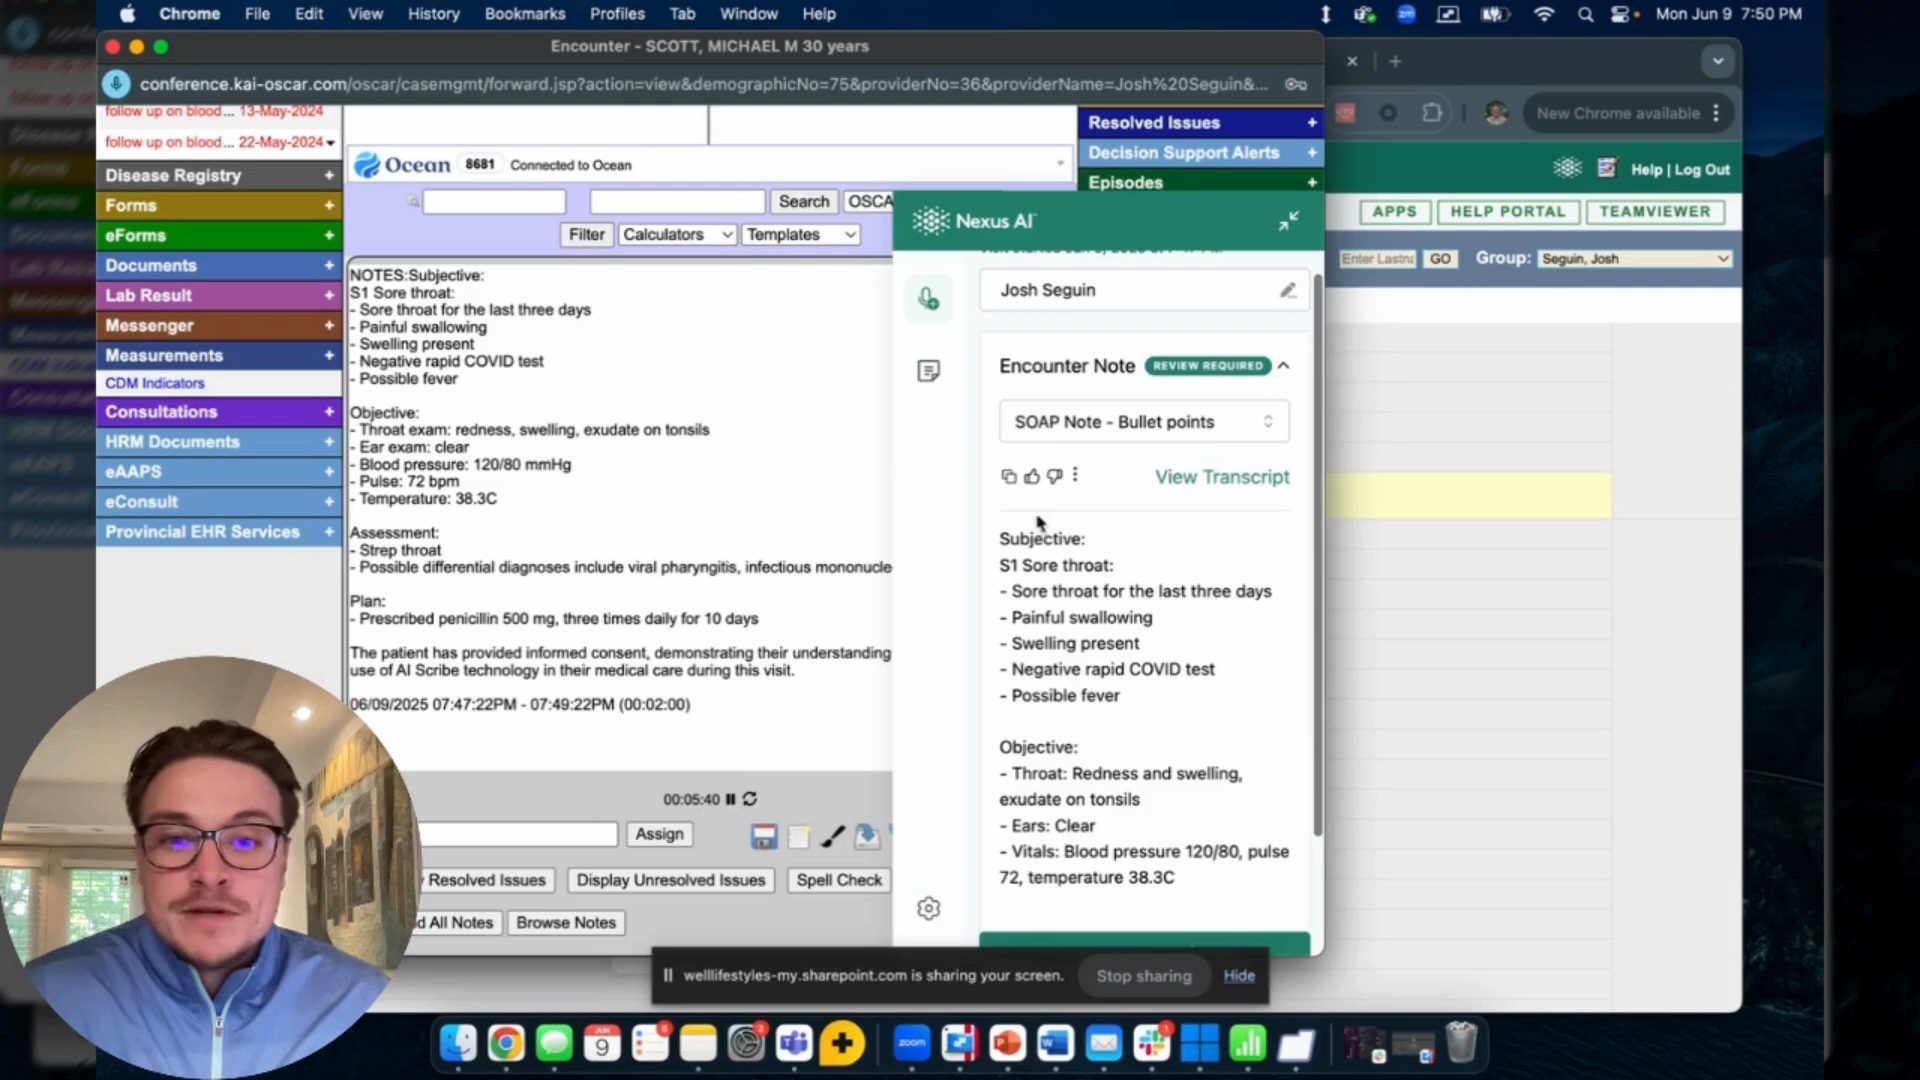 Chrome File Edit View History Bookmarks Profiles Tab Window Help
Mon Jun 9 7:50 PM
Encounter - SCOTT, MICHAEL M 30 years
conference.kai-oscar.com/oscar/casemgmt/forward.jsp?action=view&demographicNo=75&providerNo=36&providerName=Josh%20Seguin&...
New Chrome available
follow up on blood... 13-May-2024
follow up on blood... 22-May-2024
Disease Registry +
Forms +
eForms +
Documents +
Lab Result +
Messenger +
Measurements +
CDM Indicators
Consultations +
HRM Documents +
eAAPS +
eConsult +
Provincial EHR Services +
Ocean 8681 Connected to Ocean
Search OSCA
Filter Calculators Templates
Resolved Issues +
Decision Support Alerts +
Episodes +
NOTES:Subjective:
S1 Sore throat:
- Sore throat for the last three days
- Painful swallowing
- Swelling present
- Negative rapid COVID test
- Possible fever
Objective:
- Throat exam: redness, swelling, exudate on tonsils
- Ear exam: clear
- Blood pressure: 120/80 mmHg
- Pulse: 72 bpm
- Temperature: 38.3C
Assessment:
- Strep throat
- Possible differential diagnoses include viral pharyngitis, infectious mononucle
Plan:
- Prescribed penicillin 500 mg, three times daily for 10 days
The patient has provided informed consent, demonstrating their understanding
use of AI Scribe technology in their medical care during this visit.
06/09/2025 07:47:22PM - 07:49:22PM (00:02:00)
00:05:40
Assign
Resolved Issues Display Unresolved Issues Spell Check
All Notes Browse Notes
Nexus AI
Josh Seguin
Encounter Note REVIEW REQUIRED
SOAP Note - Bullet points
View Transcript
Subjective:
S1 Sore throat:
- Sore throat for the last three days
- Painful swallowing
- Swelling present
- Negative rapid COVID test
- Possible fever
Objective:
- Throat: Redness and swelling,
exudate on tonsils
- Ears: Clear
- Vitals: Blood pressure 120/80, pulse
72, temperature 38.3C
Help | Log Out
APPS HELP PORTAL TEAMVIEWER
Enter Lastna GO Group: Seguin, Josh
welllifestyles-my.sharepoint.com is sharing your screen. Stop sharing Hide
JUN
9
zoom